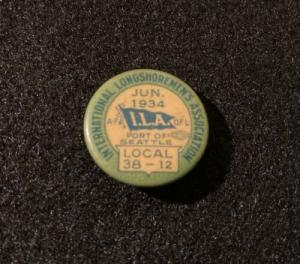 INTERNATIONAL LONGSHOREMEN'S ASSOCIATION
JUN.
1934
A.F. I.L.A. OF L.
PORT OF
SEATTLE
LOCAL
38-12